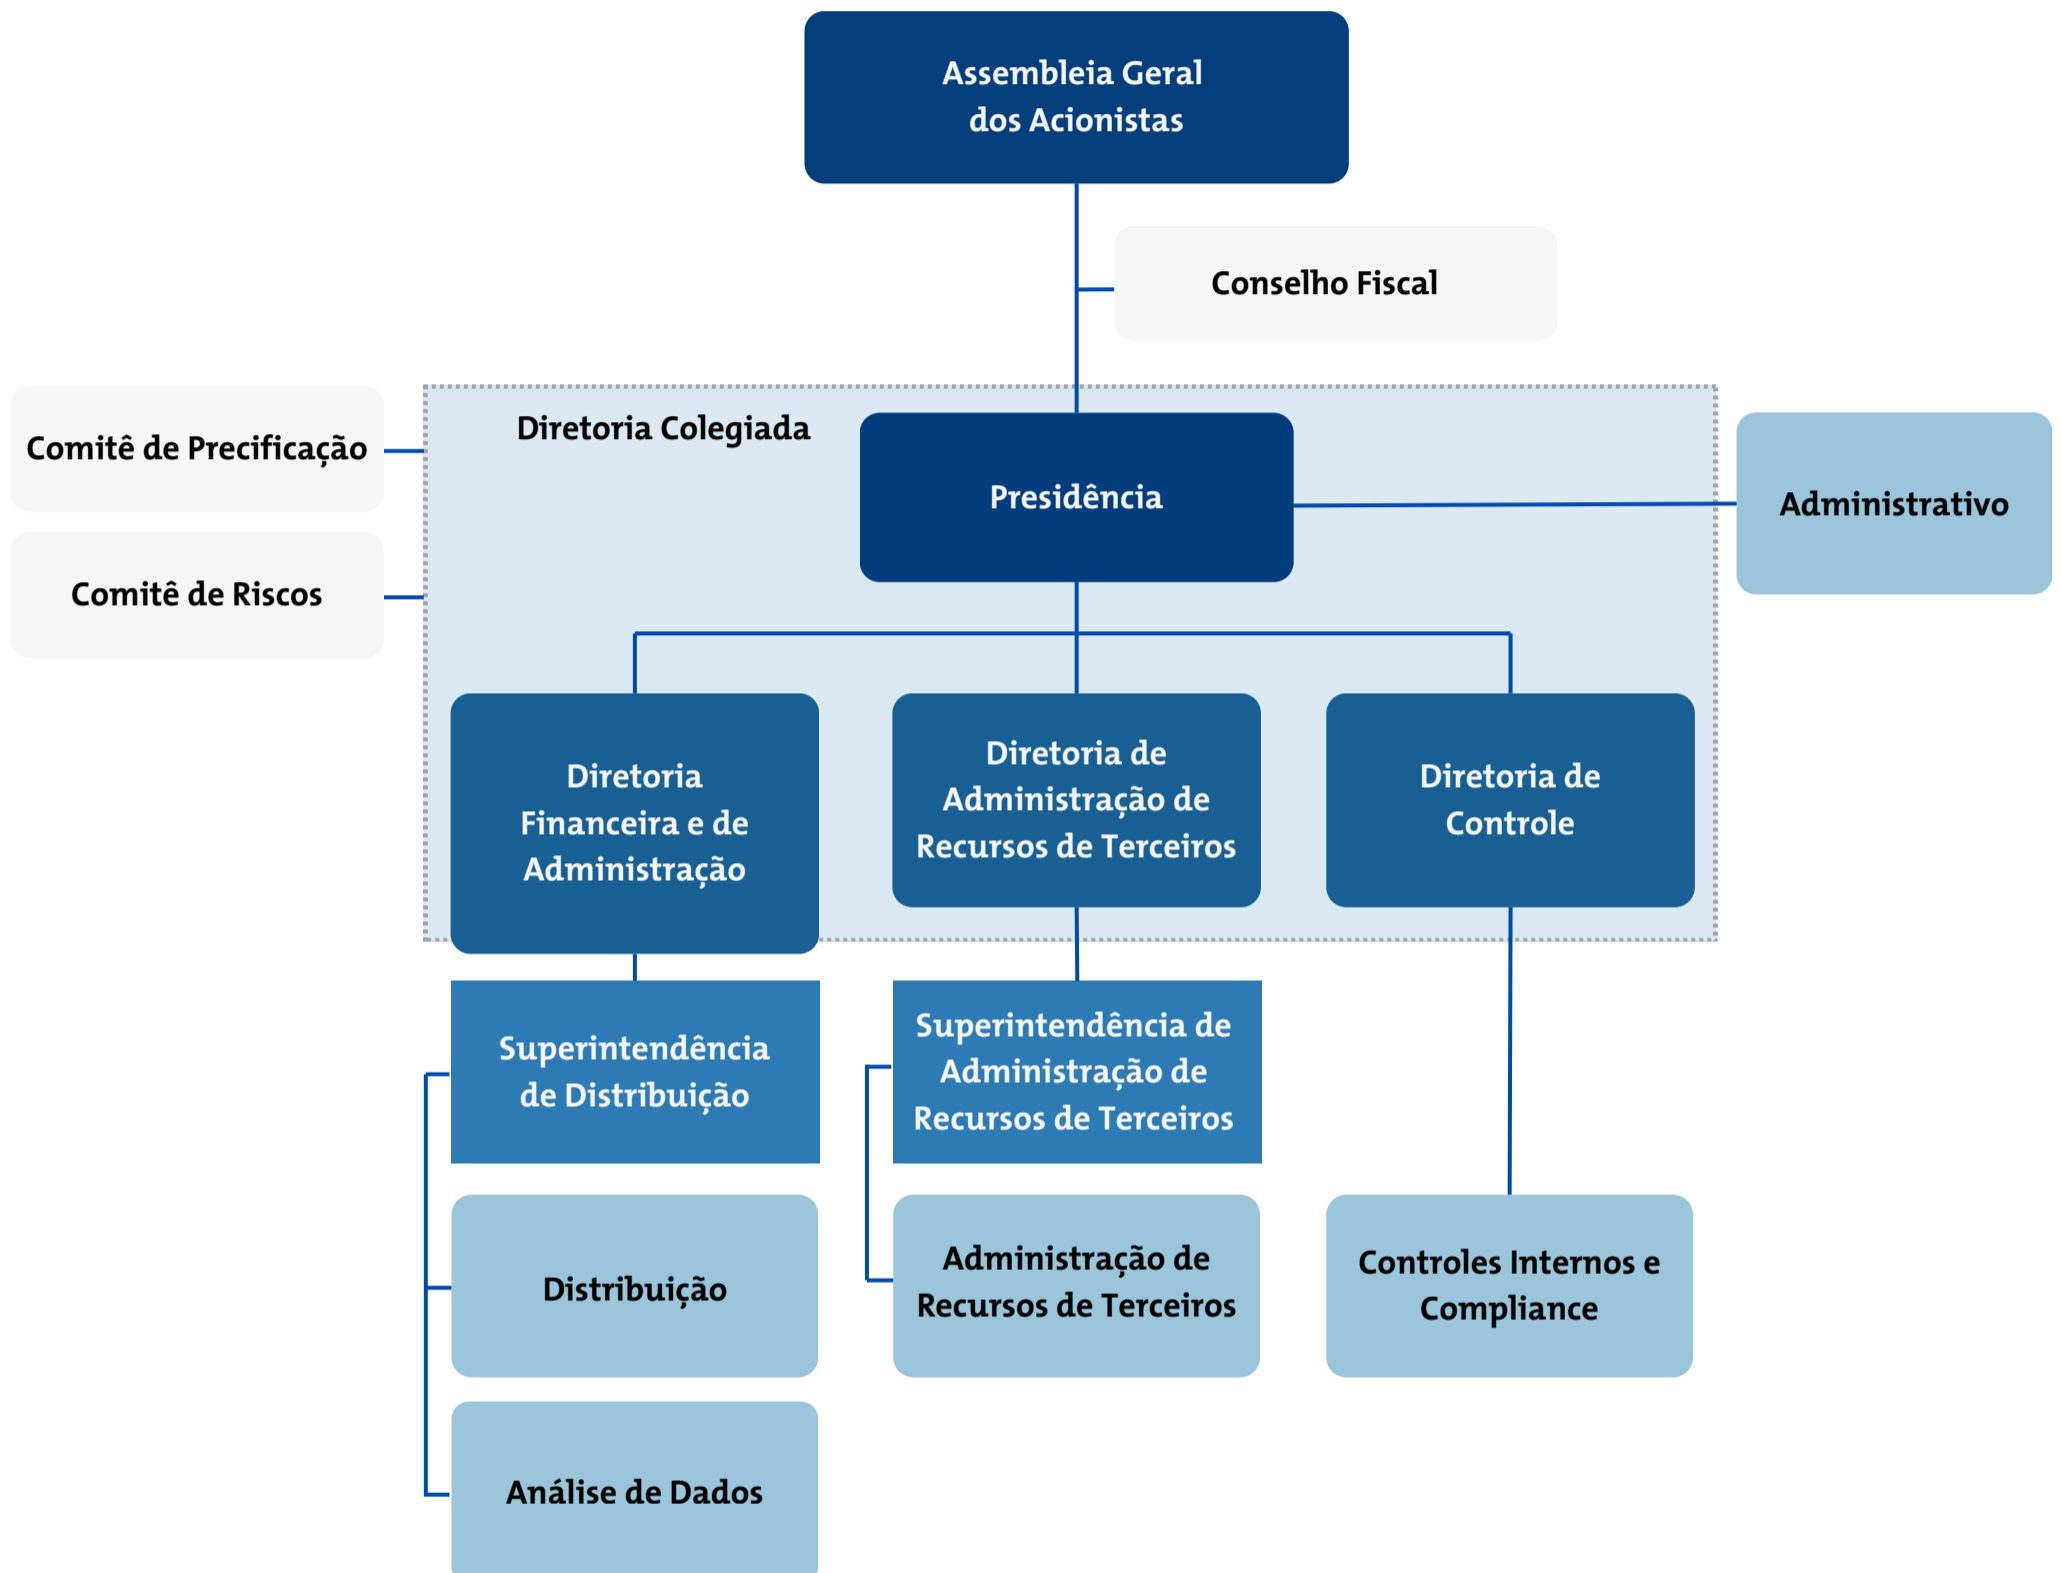 Assembleia Geral
dos Acionistas
Conselho Fiscal
Diretoria Colegiada
Comitê de Precificação
Presidência
Administrativo
Comitê de Riscos
Diretoria
Financeira e de
Administração
Diretoria de
Administração de
Recursos de Terceiros
Diretoria de
Controle
Superintendência
de Distribuição
Superintendência de
Administração de
Recursos de Terceiros
Distribuição
Administração de
Recursos de Terceiros
Controles Internos e
Compliance
Análise de Dados